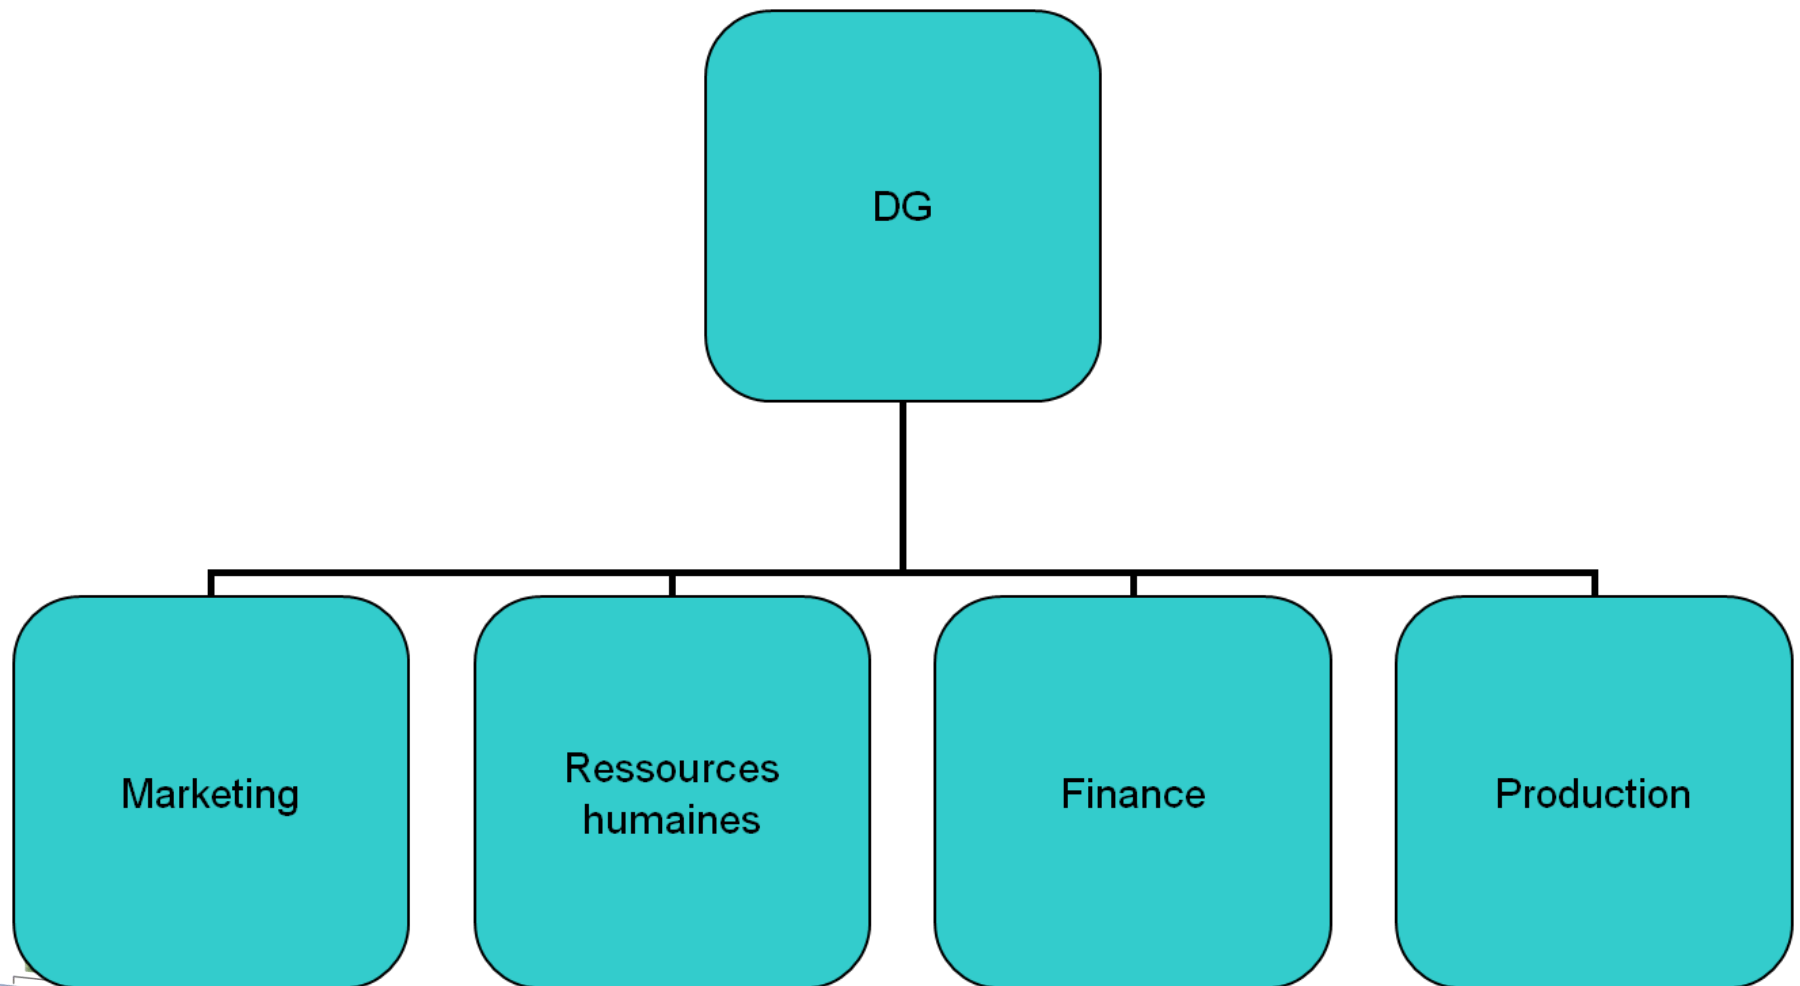 DG
Marketing
Ressources
humaines
Finance
Production